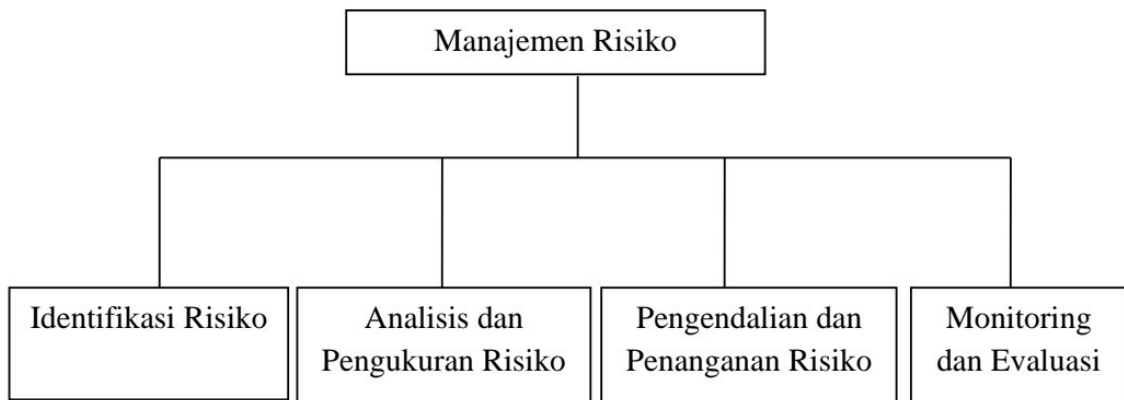 Manajemen Risiko
Identifikasi Risiko
Analisis dan
Pengukuran Risiko
Pengendalian dan
Penanganan Risiko
Monitoring
dan Evaluasi